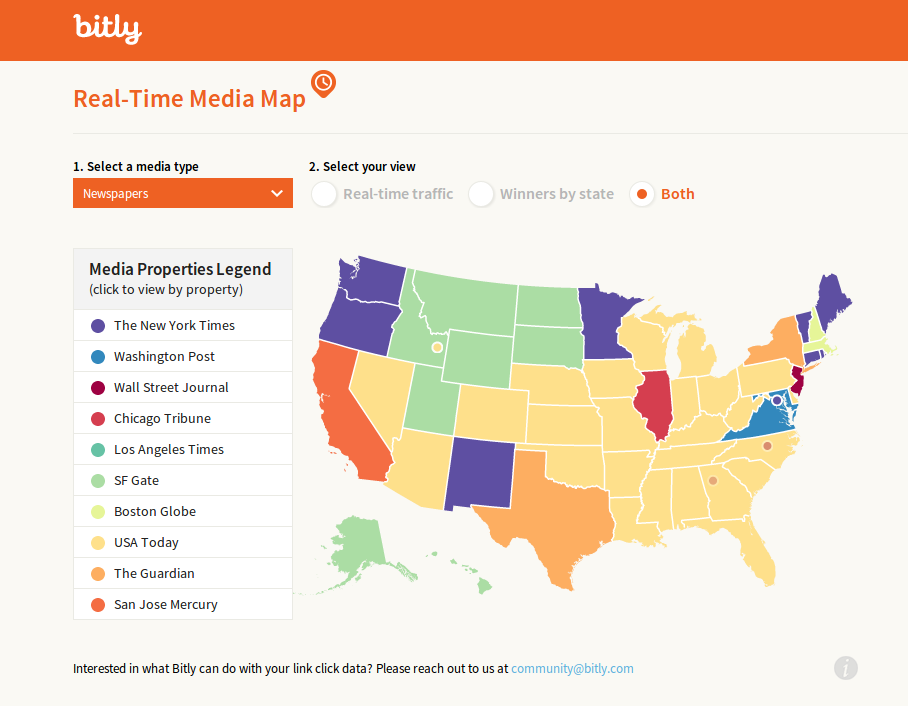 bitly
Real-Time Media Map
1. Select a media type
2. Select your view
Newspapers
Real-time traffic
Winners by state
Both
Media Properties Legend
(click to view by property)
The New York Times
Washington Post
Wall Street Journal
Chicago Tribune
Los Angeles Times
SF Gate
Boston Globe
USA Today
The Guardian
San Jose Mercury
Interested in what Bitly can do with your link click data? Please reach out to us at community@bitly.com
i